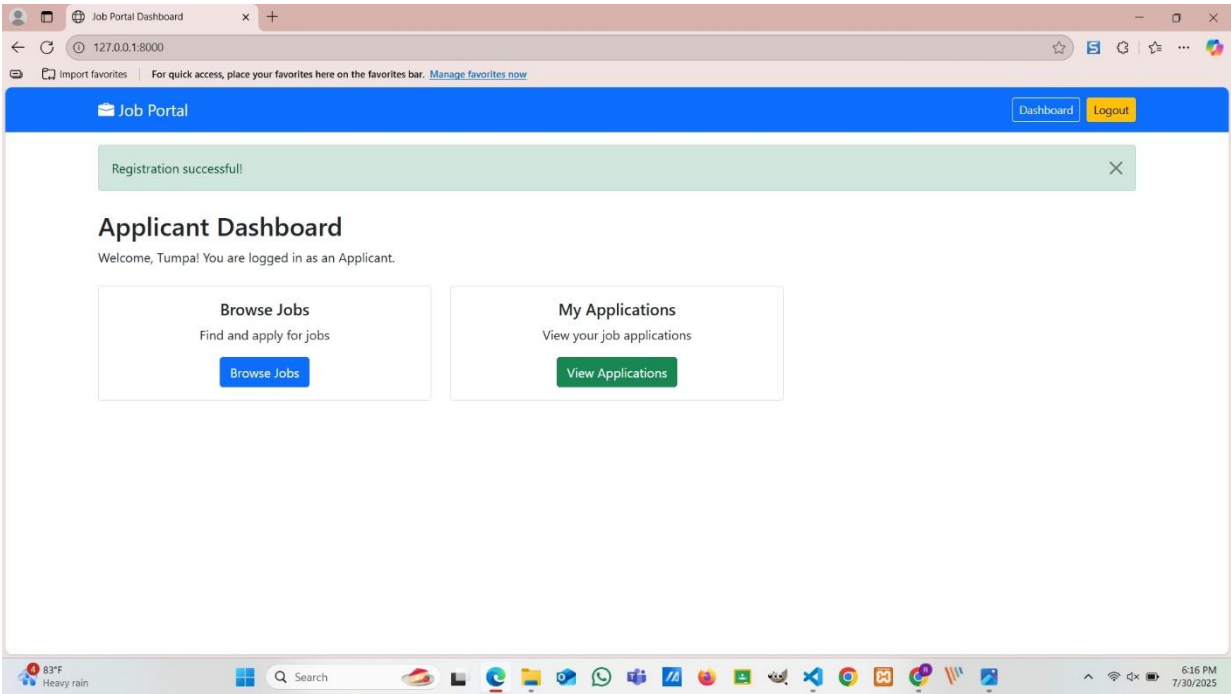 Job Portal Dashboard
127.0.0.1:8000
Import favorites For quick access, place your favorites here on the favorites bar. Manage favorites now
Job Portal Dashboard Logout
Registration successful!
Applicant Dashboard
Welcome, Tumpa! You are logged in as an Applicant.
Browse Jobs
Find and apply for jobs
Browse Jobs
My Applications
View your job applications
View Applications
4
83°F
Heavy rain
Search
6:16 PM
7/30/2025